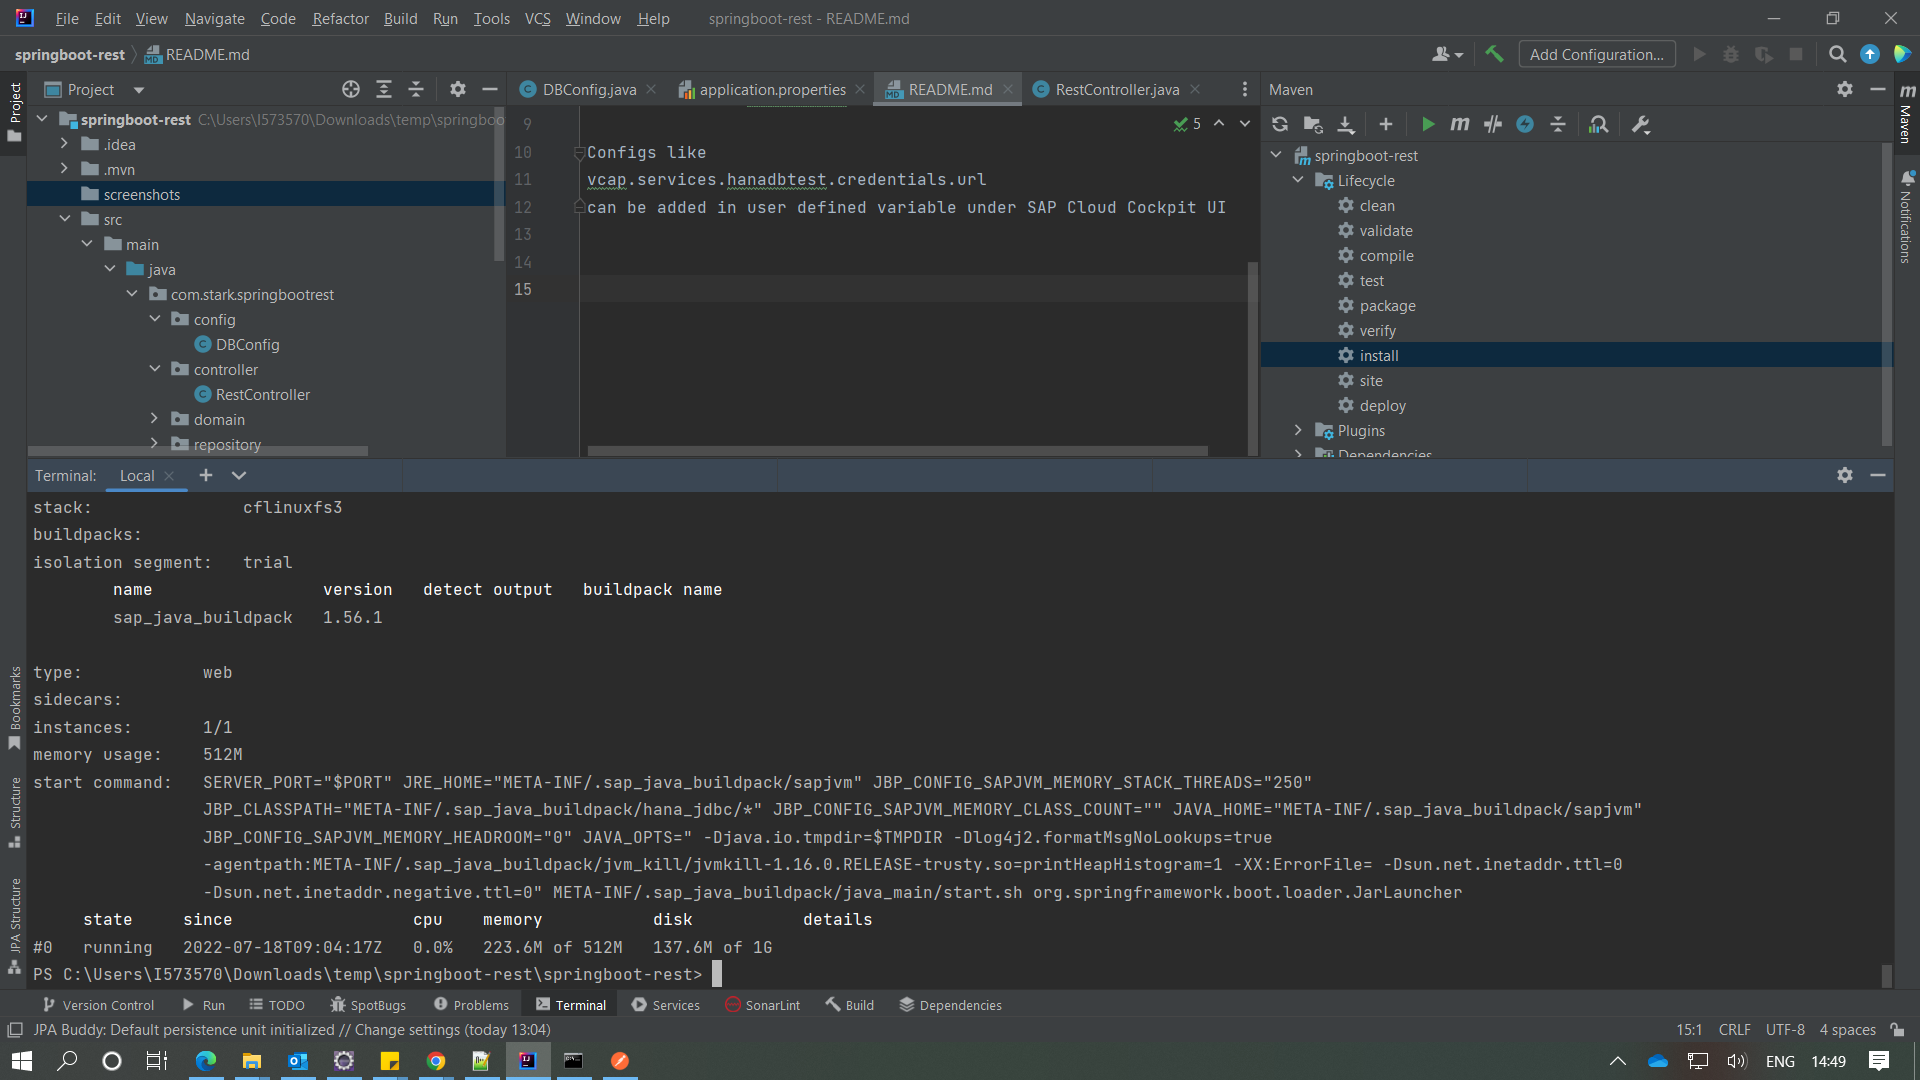 File Edit View Navigate Code Refactor Build Run Tools VCS Window Help springboot-rest - README.md
springboot-rest README.md
Add Configuration...
Project
Project
springboot-rest C:\Users\I573570\Downloads\temp\springboo
.idea
.mvn
screenshots
src
main
java
com.stark.springbootrest
config
DBConfig
controller
RestController
domain
repository
DBConfig.java application.properties README.md RestController.java
5
9
10 Configs like
11 vcap.services.hanadbtest.credentials.url
12 can be added in user defined variable under SAP Cloud Cockpit UI
13
14
15
Maven
springboot-rest
Lifecycle
clean
validate
compile
test
package
verify
install
site
deploy
Plugins
Dependencies
Maven
Notifications
Terminal: Local
stack: cflinuxfs3
buildpacks:
isolation segment: trial
name version detect output buildpack name
sap_java_buildpack 1.56.1
type: web
sidecars:
instances: 1/1
memory usage: 512M
start command: SERVER_PORT="$PORT" JRE_HOME="META-INF/.sap_java_buildpack/sapjvm" JBP_CONFIG_SAPJVM_MEMORY_STACK_THREADS="250"
JBP_CLASSPATH="META-INF/.sap_java_buildpack/hana_jdbc/*" JBP_CONFIG_SAPJVM_MEMORY_CLASS_COUNT="" JAVA_HOME="META-INF/.sap_java_buildpack/sapjvm"
JBP_CONFIG_SAPJVM_MEMORY_HEADROOM="0" JAVA_OPTS=" -Djava.io.tmpdir=$TMPDIR -Dlog4j2.formatMsgNoLookups=true
-agentpath:META-INF/.sap_java_buildpack/jvm_kill/jvmkill-1.16.0.RELEASE-trusty.so=printHeapHistogram=1 -XX:ErrorFile= -Dsun.net.inetaddr.ttl=0
-Dsun.net.inetaddr.negative.ttl=0" META-INF/.sap_java_buildpack/java_main/start.sh org.springframework.boot.loader.JarLauncher
state since cpu memory disk details
#0 running 2022-07-18T09:04:17Z 0.0% 223.6M of 512M 137.6M of 1G
PS C:\Users\I573570\Downloads\temp\springboot-rest\springboot-rest>
Bookmarks
Structure
JPA Structure
Version Control Run TODO SpotBugs Problems Terminal Services SonarLint Build Dependencies
JPA Buddy: Default persistence unit initialized // Change settings (today 13:04) 15:1 CRLF UTF-8 4 spaces
ENG 14:49